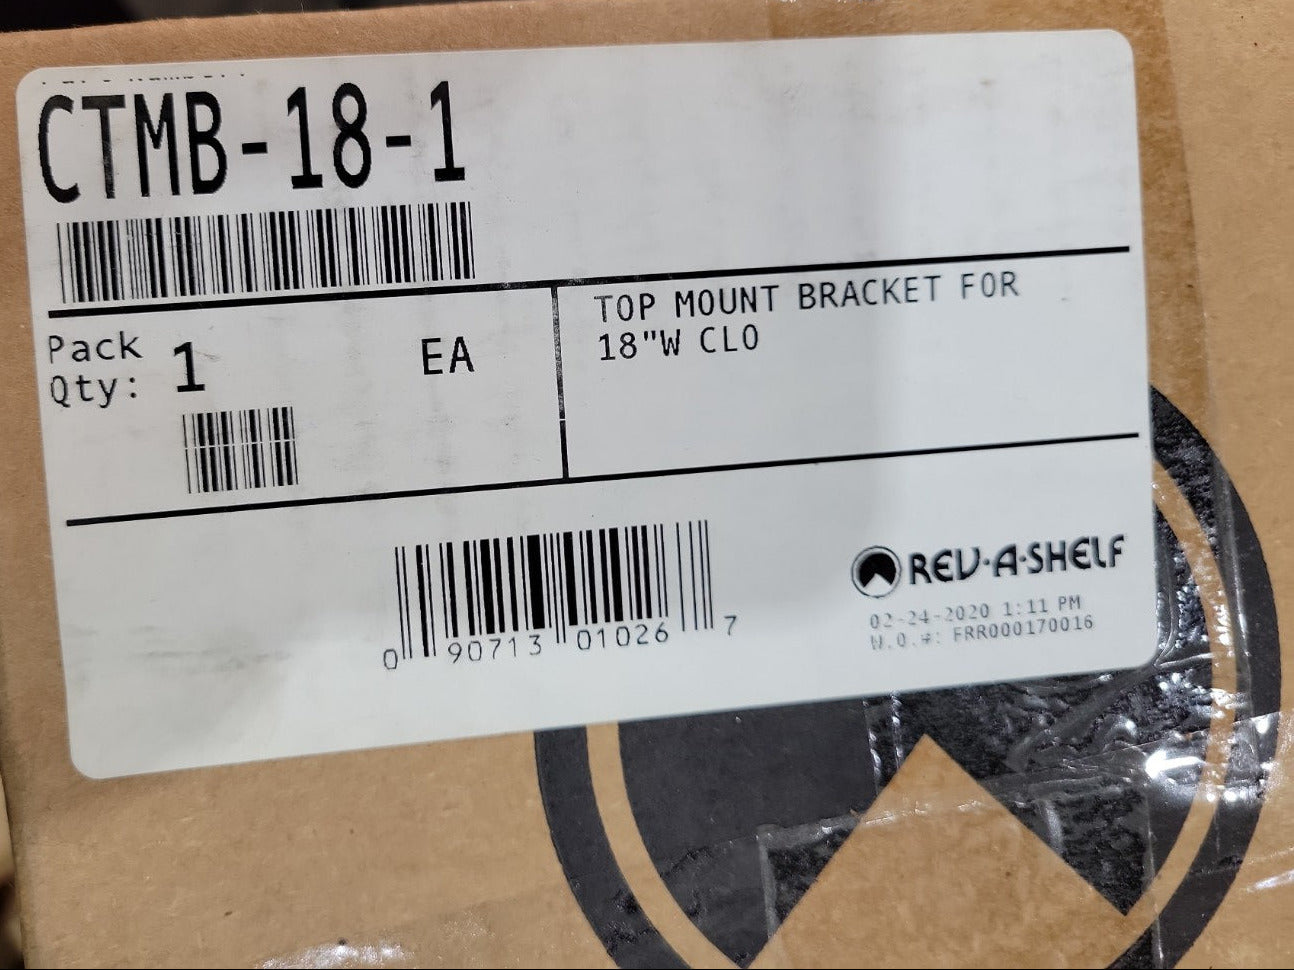 CTMB-18-1
Pack Qty: 1 EA
TOP MOUNT BRACKET FOR
18"W CLO
0 90713 01026 7
REV-A-SHELF
02-24-2020 1:11 PM
W.O.#: FRR000170016